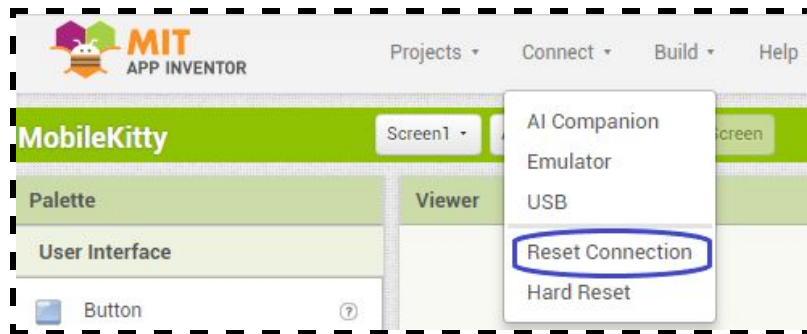 MIT
APP INVENTOR
Projects Connect Build Help
MobileKitty
Screen1
Screen
AI Companion
Emulator
USB
Reset Connection
Hard Reset
Palette
Viewer
User Interface
Button
?